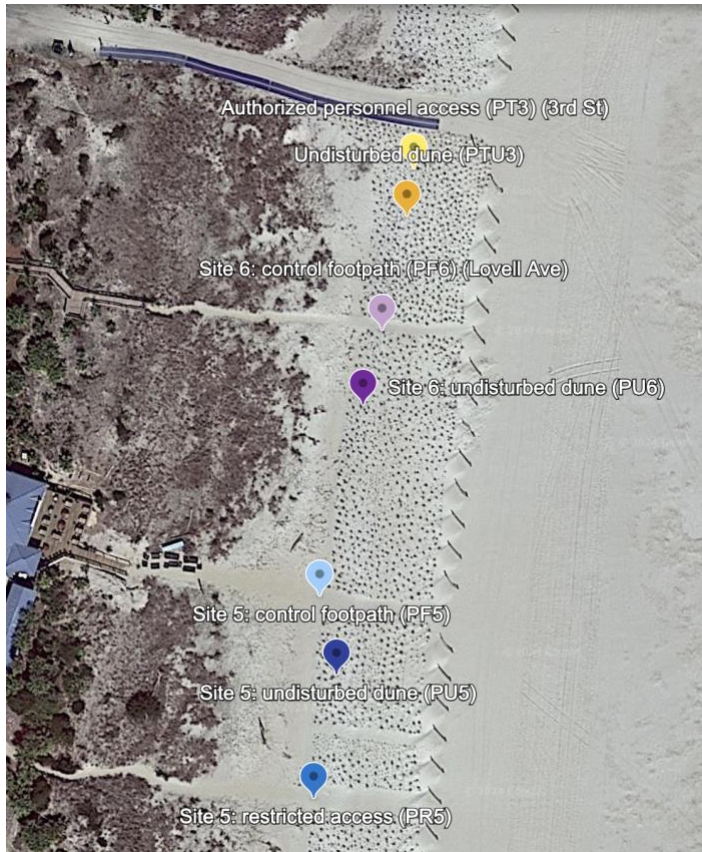 Authorized personnel access (PT3) (3rd St)
Undisturbed dune (PTU3)
Site 6: control footpath (PF6) (Lovell Ave)
Site 6: undisturbed dune (PU6)
Site 5: control footpath (PF5)
Site 5: undisturbed dune (PU5)
Site 5: restricted access (PR5)